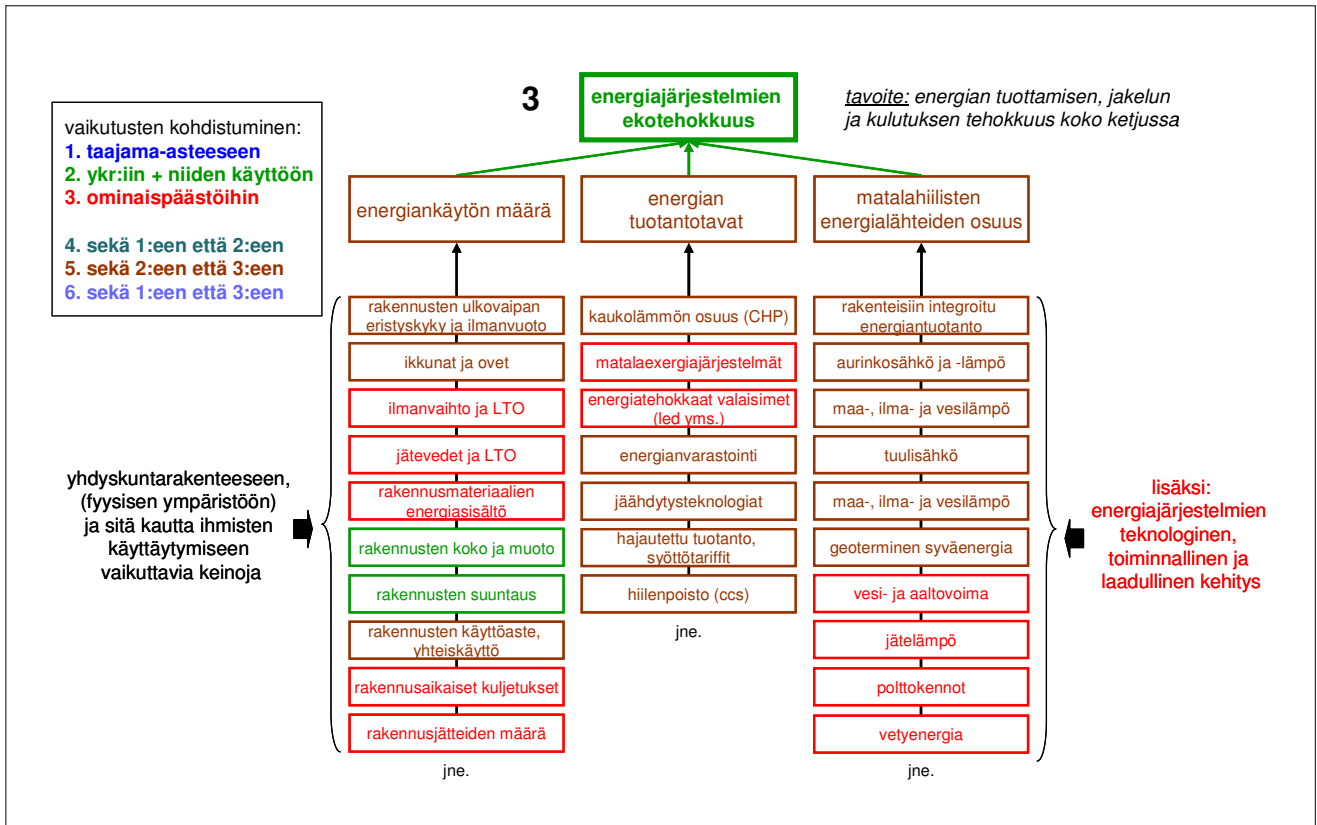 3
energiajärjestelmien
ekotehokkuus
tavoite: energian tuottamisen, jakelun
ja kulutuksen tehokkuus koko ketjussa
vaikutusten kohdistuminen:
1. taajama-asteeseen
2. ykr:iin + niiden käyttöön
3. ominaispäästöihin
4. sekä 1:een että 2:een
5. sekä 2:een että 3:een
6. sekä 1:een että 3:een
energiankäytön määrä
energian
tuotantotavat
matalahiilisten
energialähteiden osuus
rakennusten ulkovaipan
eristyskyky ja ilmanvuoto
ikkunat ja ovet
ilmanvaihto ja LTO
jätevedet ja LTO
rakennusmateriaalien
energiasisältö
rakennusten koko ja muoto
rakennusten suuntaus
rakennusten käyttöaste,
yhteiskäyttö
rakennusaikaiset kuljetukset
rakennusjätteiden määrä
jne.
kaukolämmön osuus (CHP)
matalaexergiajärjestelmät
energiatehokkaat valaisimet
(led yms.)
energianvarastointi
jäähdytysteknologiat
hajautettu tuotanto,
syöttötariffit
hiilenpoisto (ccs)
jne.
rakenteisiin integroitu
energiantuotanto
aurinkosähkö ja -lämpö
maa-, ilma- ja vesilämpö
tuulisähkö
maa-, ilma- ja vesilämpö
geoterminen syväenergia
vesi- ja aaltovoima
jätelämpö
polttokennot
vetyenergia
jne.
yhdyskuntarakenteeseen,
(fyysisen ympäristöön)
ja sitä kautta ihmisten
käyttäytymiseen
vaikuttavia keinoja
lisäksi:
energiajärjestelmien
teknologinen,
toiminnallinen ja
laadullinen kehitys